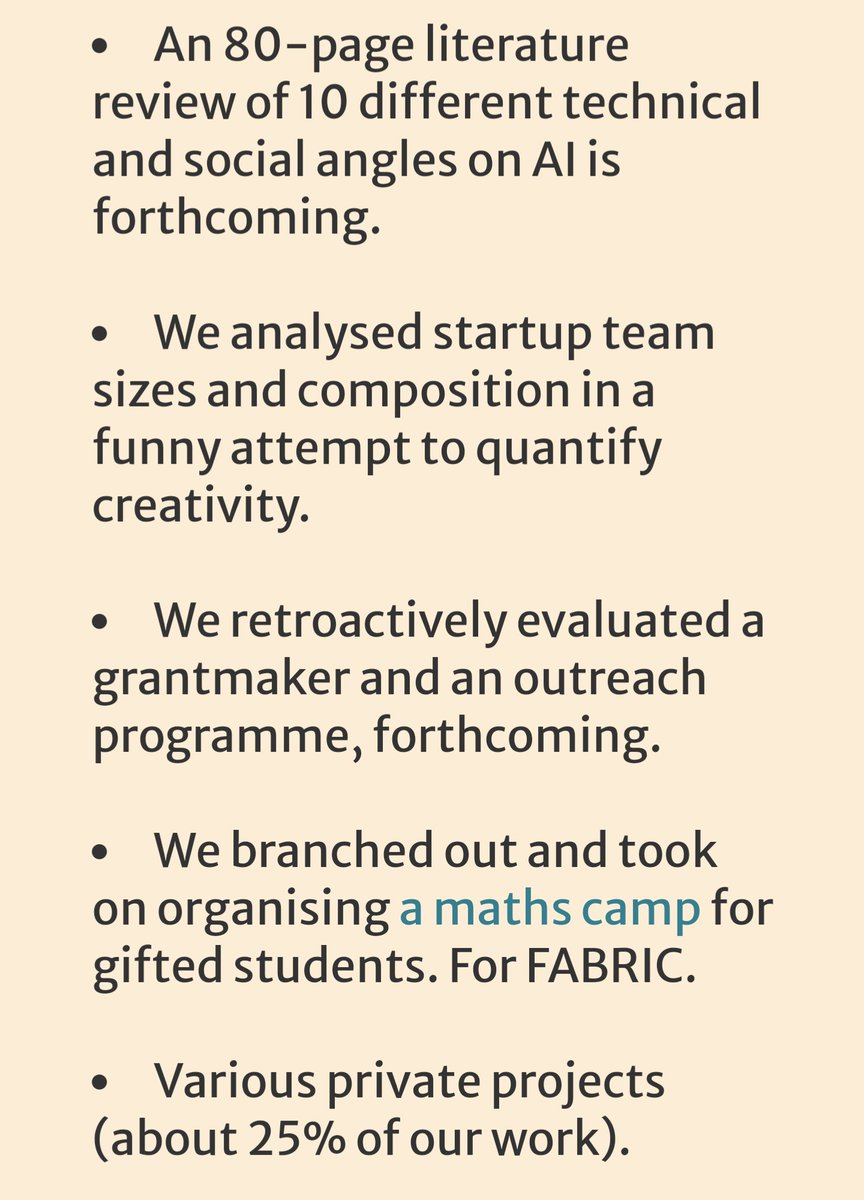 • An 80-page literature
review of 10 different technical
and social angles on AI is
forthcoming.
• We analysed startup team
sizes and composition in a
funny attempt to quantify
creativity.
• We retroactively evaluated a
grantmaker and an outreach
programme, forthcoming.
• We branched out and took
on organising a maths camp for
gifted students. For FABRIC.
• Various private projects
(about 25% of our work).